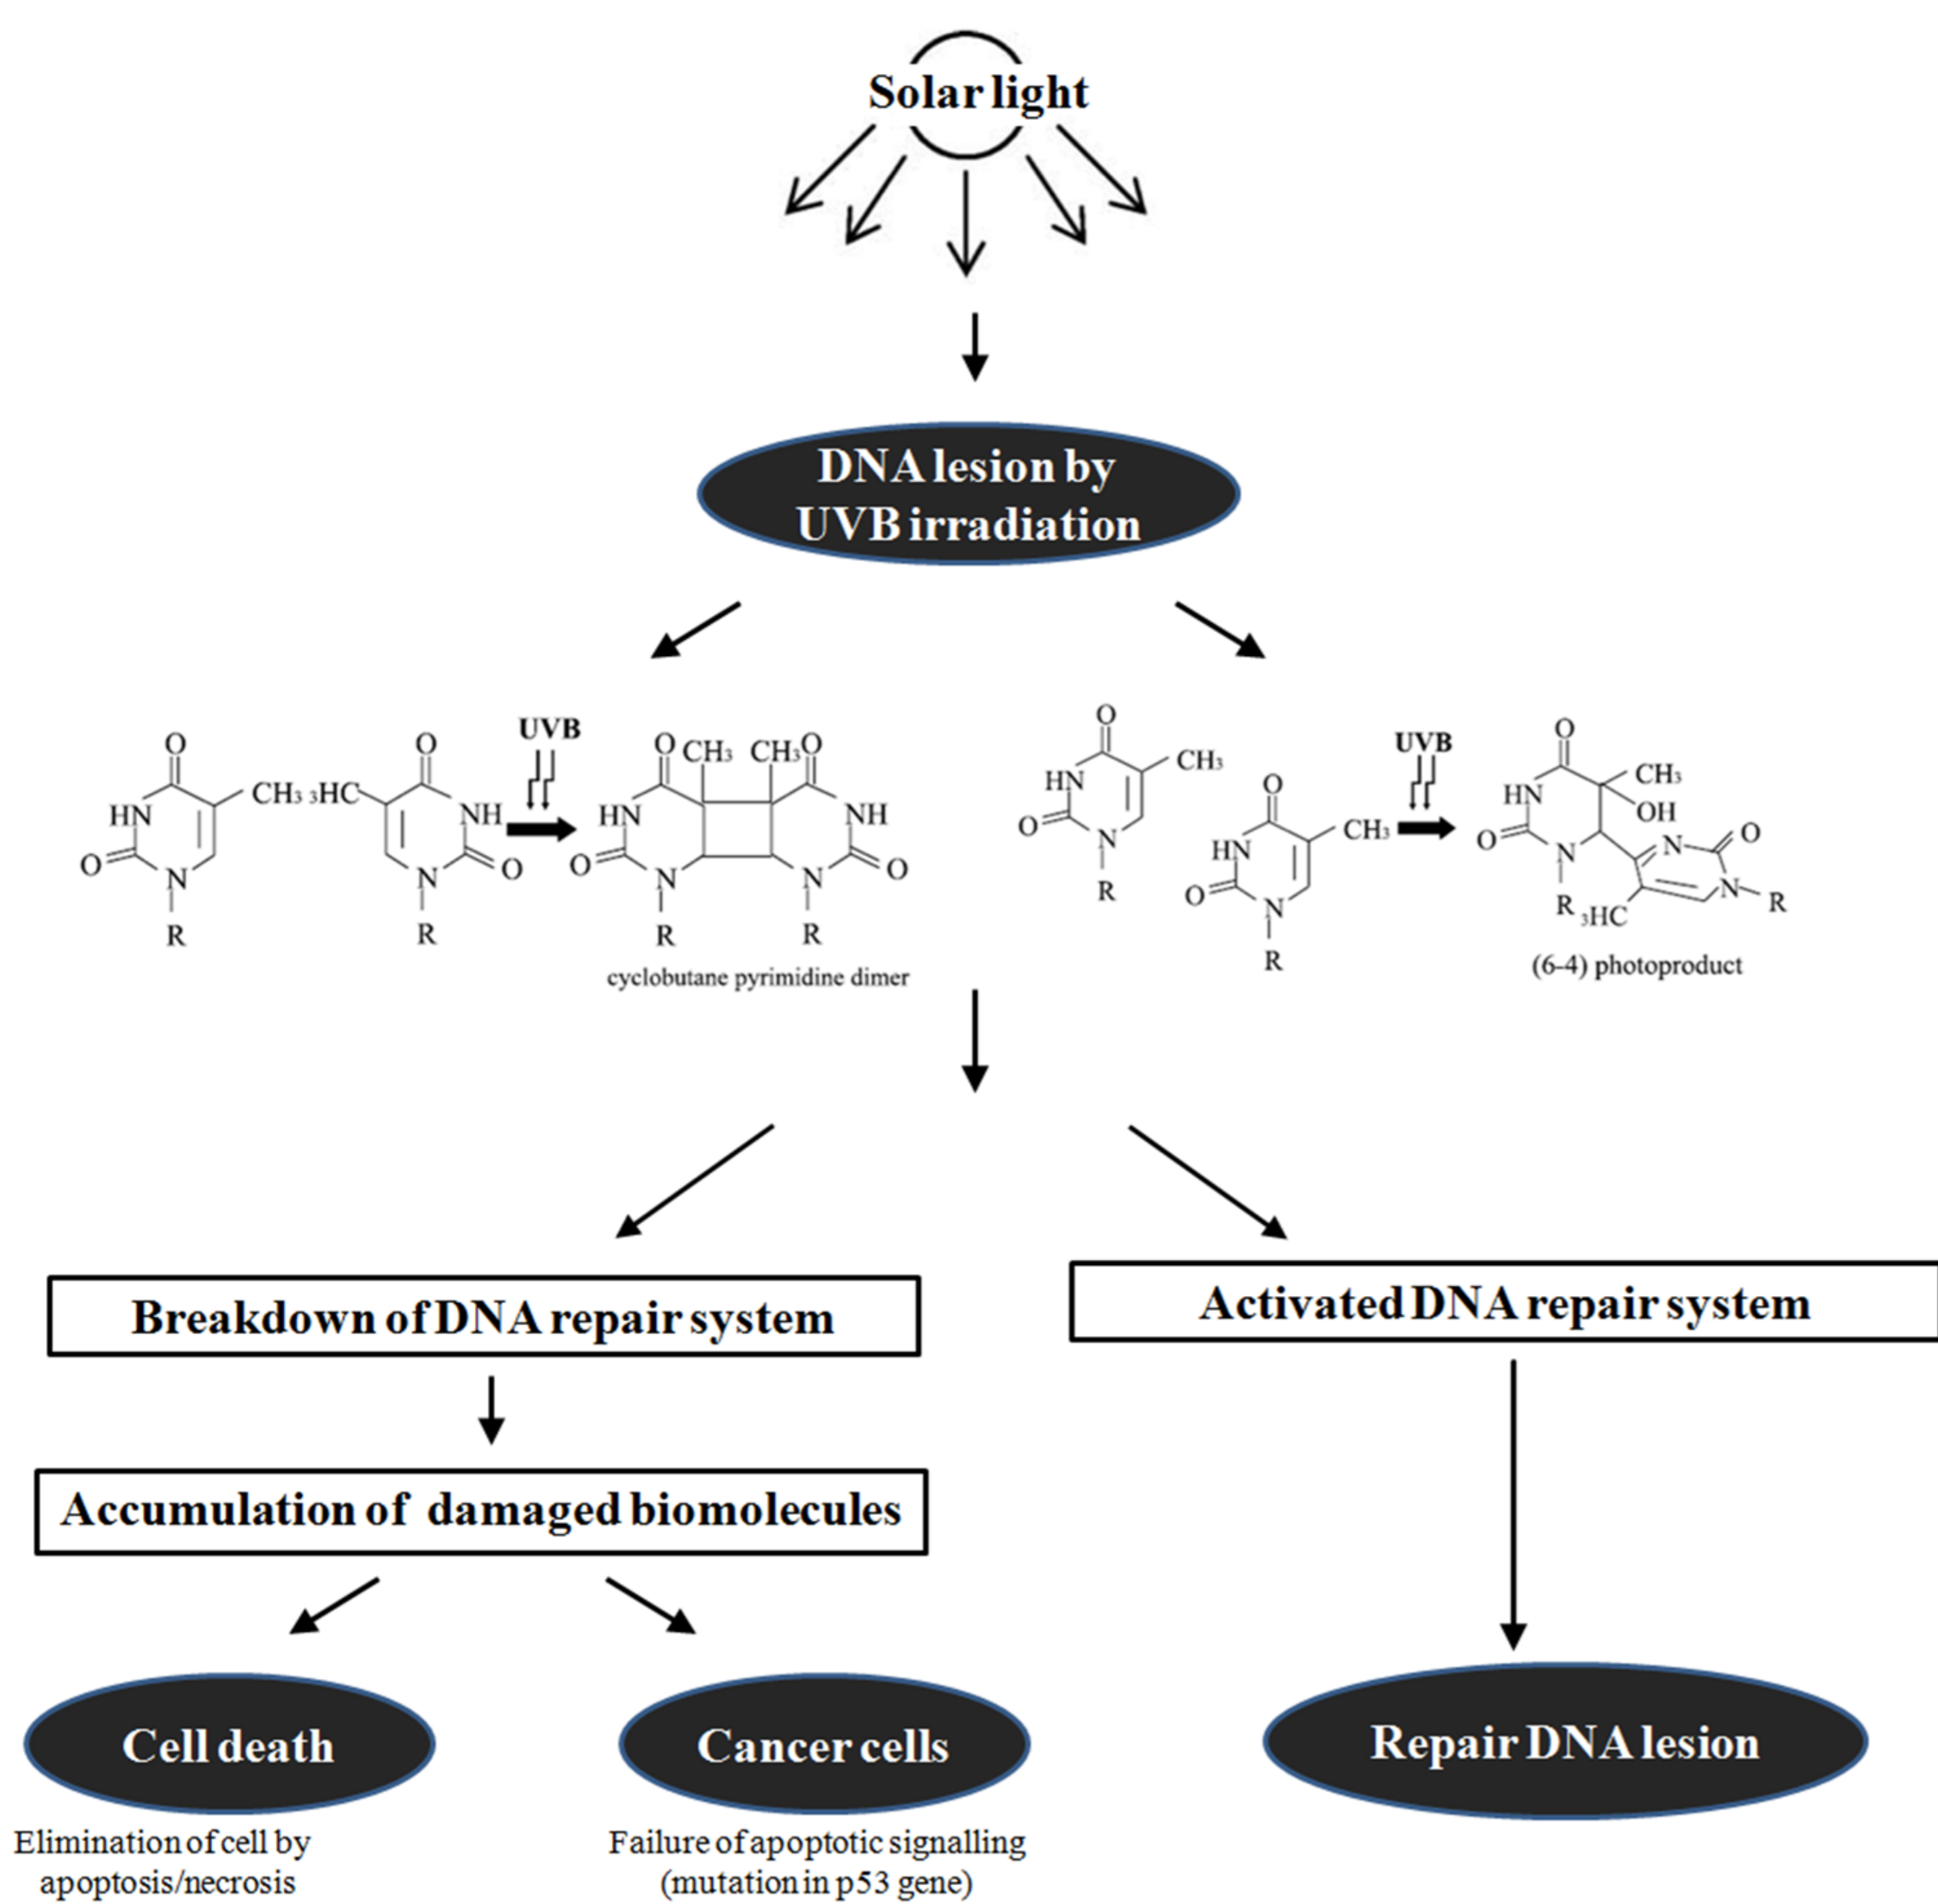 Solar light
DNA lesion by
UVB irradiation
UVB
O
O
O CH₃ CH₃O
HN
CH₃ ₃HC
NH
HN
NH
O
N
N
O
O
N
N
O
R
R
R
R
cyclobutane pyrimidine dimer
UVB
O
CH₃
HN
O
N
R
O
CH₃
HN
O
N
R
O
CH₃
HN
OH
O
N
N
O
R
₃HC
N
R
(6-4) photoproduct
Breakdown of DNA repair system
Activated DNA repair system
Accumulation of damaged biomolecules
Cell death
Cancer cells
Repair DNA lesion
Elimination of cell by
apoptosis/necrosis
Failure of apoptotic signalling
(mutation in p53 gene)